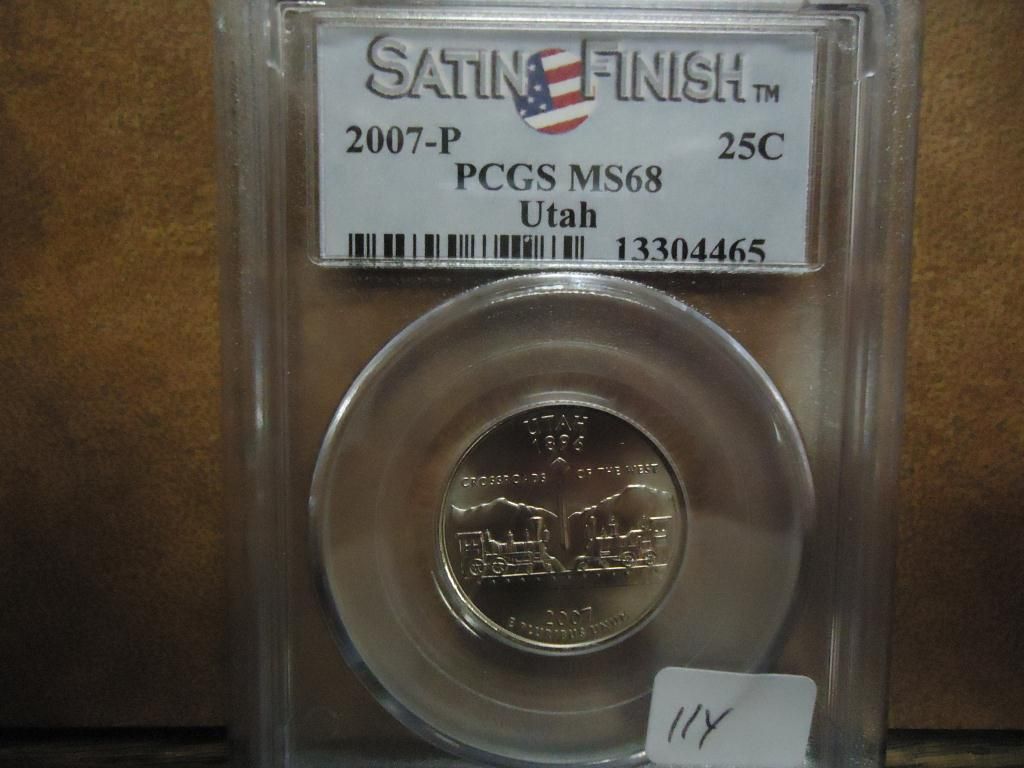 SATIN FINISH™
2007-P 25C
PCGS MS68
Utah
13304465
UTAH
1896
CROSSROADS OF THE WEST
2007
E PLURIBUS UNUM
114